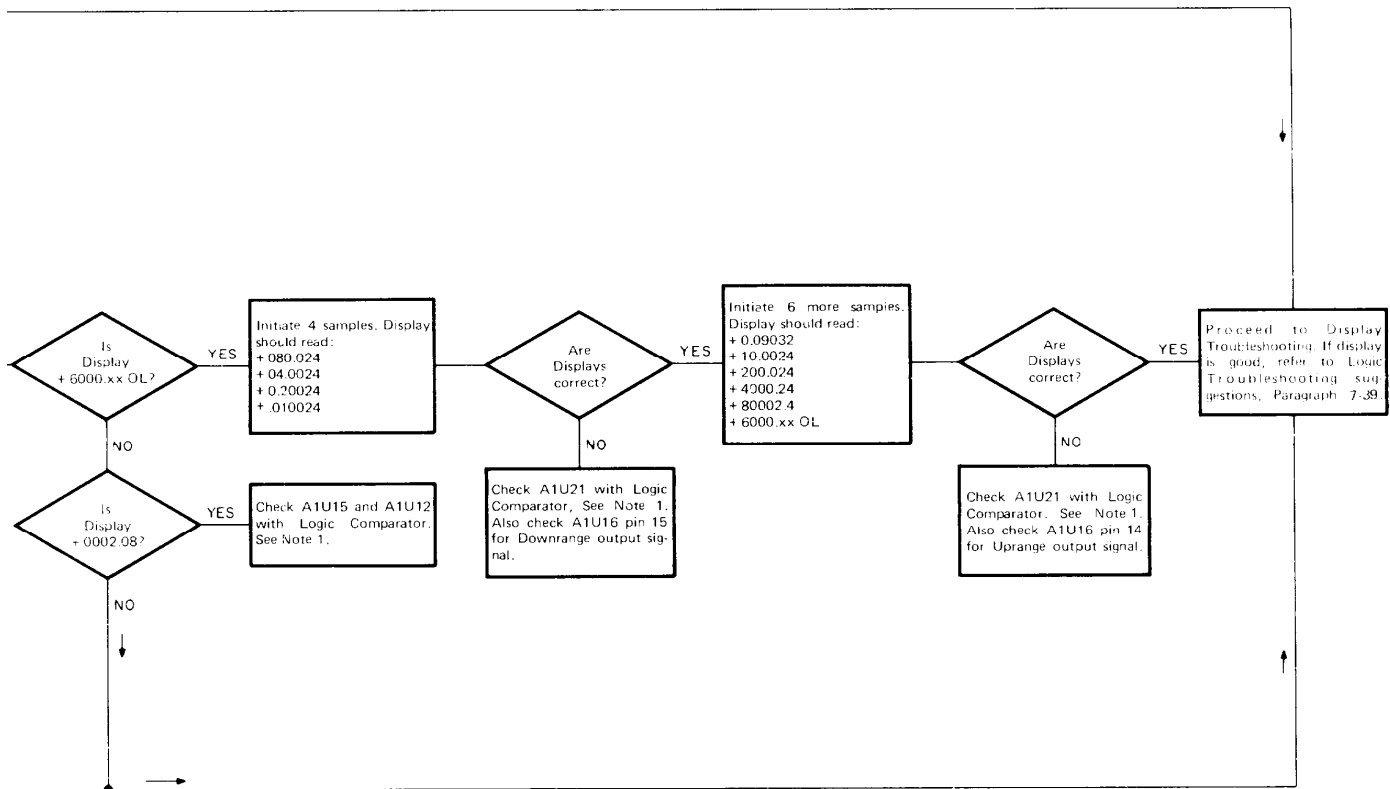 Is
Display
+ 6000.xx OL?
YES
Initiate 4 samples. Display
should read:
+ 080.024
+ 04.0024
+ 0.20024
+ .010024
Are
Displays
correct?
YES
Initiate 6 more samples.
Display should read:
+ 0.09032
+ 10.0024
+ 200.024
+ 4000.24
+ 80002.4
+ 6000.xx OL
Are
Displays
correct?
YES
Proceed to Display
Troubleshooting. If display
is good, refer to Logic
Troubleshooting sug-
gestions, Paragraph 7-39.
NO
Is
Display
+0002.08?
YES
Check A1U15 and A1U12
with Logic Comparator.
See Note 1.
NO
Check A1U21 with Logic
Comparator, See Note 1.
Also check A1U16 pin 15
for Downrange output sig-
nal.
NO
Check A1U21 with Logic
Comparator. See Note 1.
Also check A1U16 pin 14
for Uprange output signal.
NO